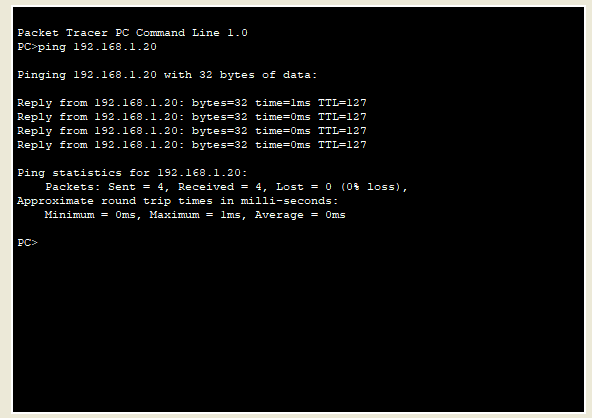 Packet Tracer PC Command Line 1.0
PC>ping 192.168.1.20
Pinging 192.168.1.20 with 32 bytes of data:
Reply from 192.168.1.20: bytes=32 time=1ms TTL=127
Reply from 192.168.1.20: bytes=32 time=0ms TTL=127
Reply from 192.168.1.20: bytes=32 time=0ms TTL=127
Reply from 192.168.1.20: bytes=32 time=0ms TTL=127
Ping statistics for 192.168.1.20:
    Packets: Sent = 4, Received = 4, Lost = 0 (0% loss),
Approximate round trip times in milli-seconds:
    Minimum = 0ms, Maximum = 1ms, Average = 0ms
PC>